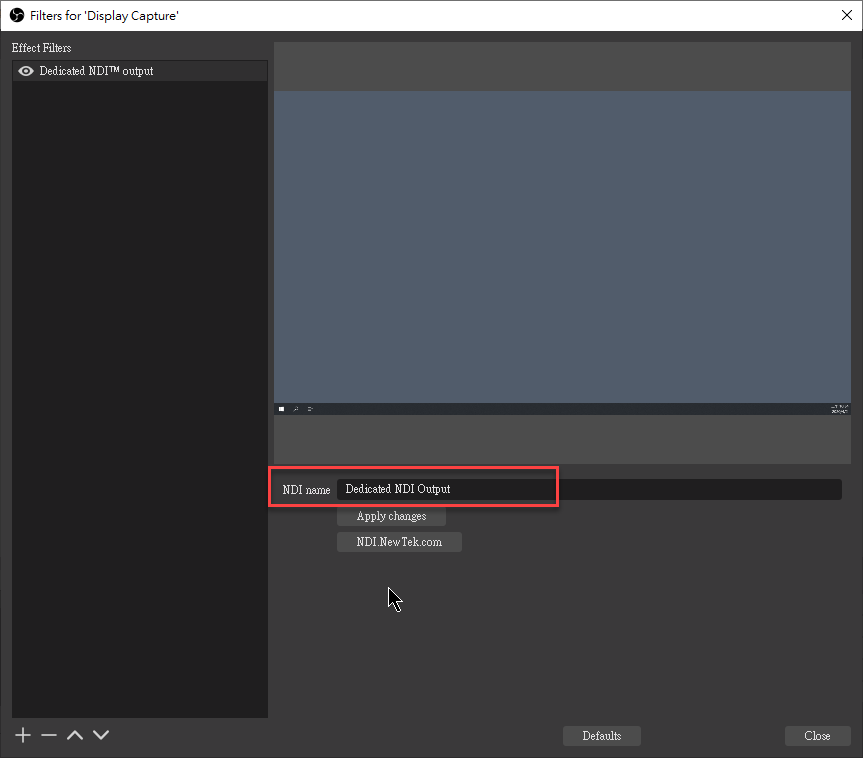 Filters for 'Display Capture'
Effect Filters
Dedicated NDI™ output
NDI name
Dedicated NDI Output
Apply changes
NDI.NewTek.com
Defaults
Close